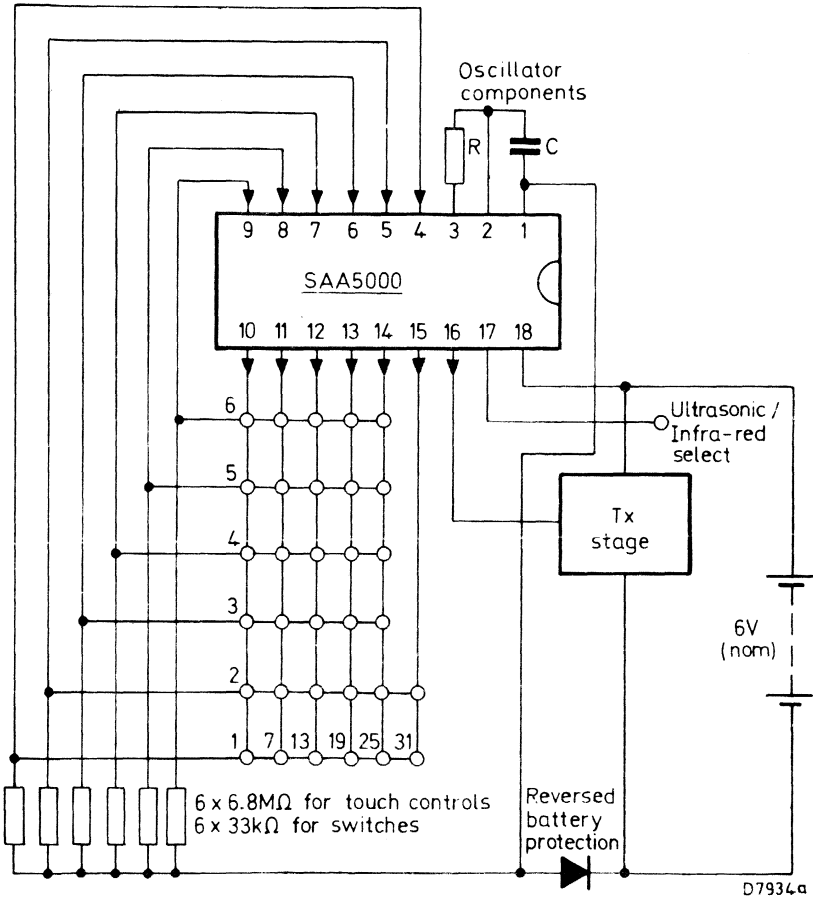 Oscillator
components
R
C
9 8 7 6 5 4 3 2 1
SAA5000
10 11 12 13 14 15 16 17 18
6
Ultrasonic /
Infra-red
select
5
Tx
stage
4
3
6V
(nom)
2
1 7 13 19 25 31
6 x 6.8MΩ for touch controls
6 x 33kΩ for switches
Reversed
battery
protection
D7934a